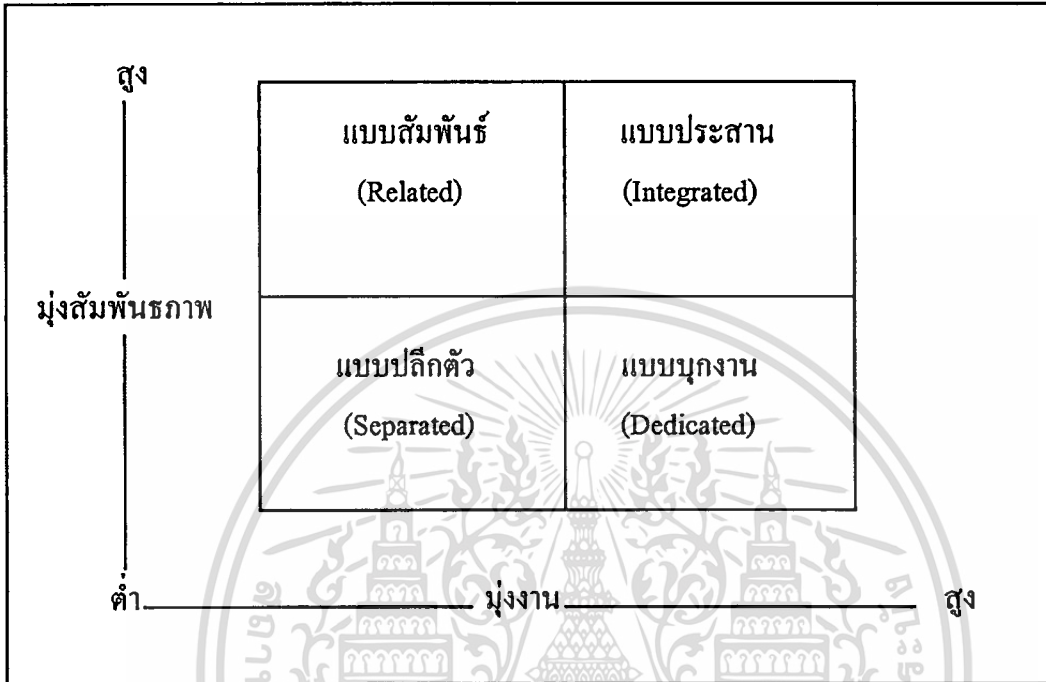 สูง
แบบสัมพันธ์ แบบประสาน
(Related) (Integrated)
มุ่งสัมพันธภาพ
แบบปลีกตัว แบบบุกงาน
(Separated) (Dedicated)
ต่ำ มุ่งงาน สูง